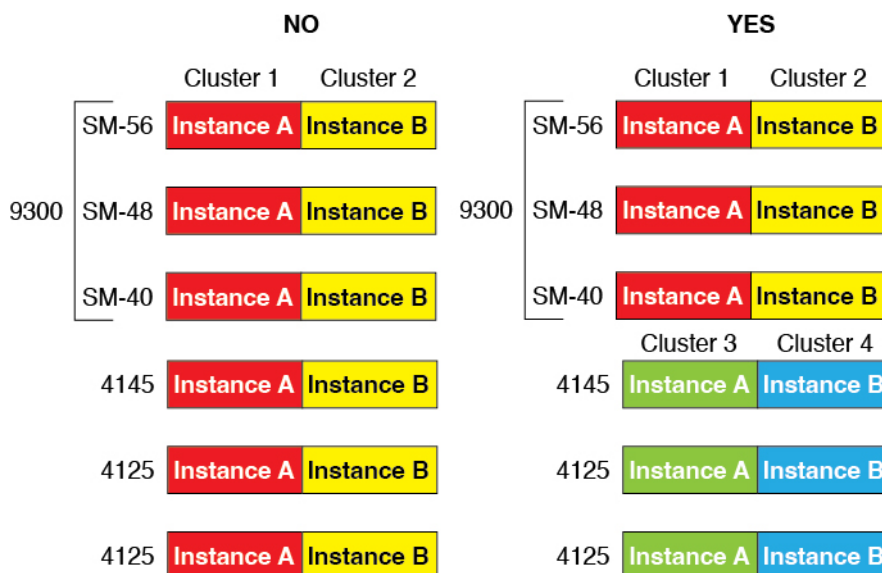 NO YES
Cluster 1 Cluster 2 Cluster 1 Cluster 2
SM-56 Instance A Instance B SM-56 Instance A Instance B
9300 SM-48 Instance A Instance B 9300 SM-48 Instance A Instance B
SM-40 Instance A Instance B SM-40 Instance A Instance B
Cluster 3 Cluster 4
4145 Instance A Instance B 4145 Instance A Instance B
4125 Instance A Instance B 4125 Instance A Instance B
4125 Instance A Instance B 4125 Instance A Instance B